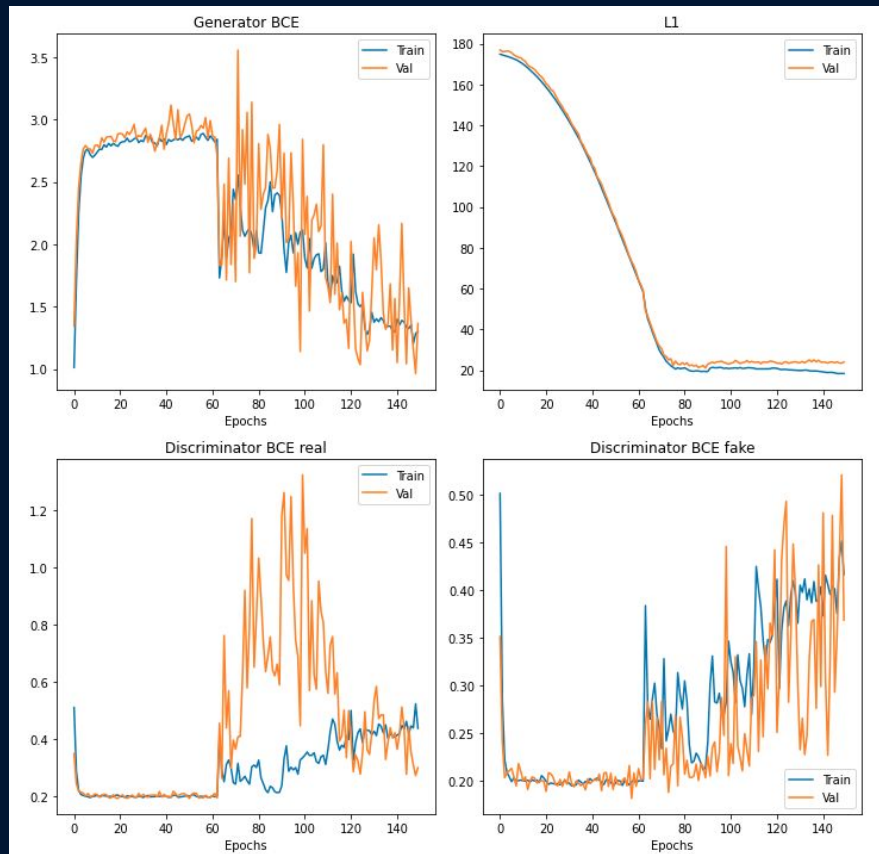 Generator BCE
3.5
3.0
2.5
2.0
1.5
1.0
0 20 40 60 80 100 120 140
Epochs
Train
Val
L1
180
160
140
120
100
80
60
40
20
0 20 40 60 80 100 120 140
Epochs
Train
Val
Discriminator BCE real
1.2
1.0
0.8
0.6
0.4
0.2
0 20 40 60 80 100 120 140
Epochs
Train
Val
Discriminator BCE fake
0.50
0.45
0.40
0.35
0.30
0.25
0.20
0 20 40 60 80 100 120 140
Epochs
Train
Val